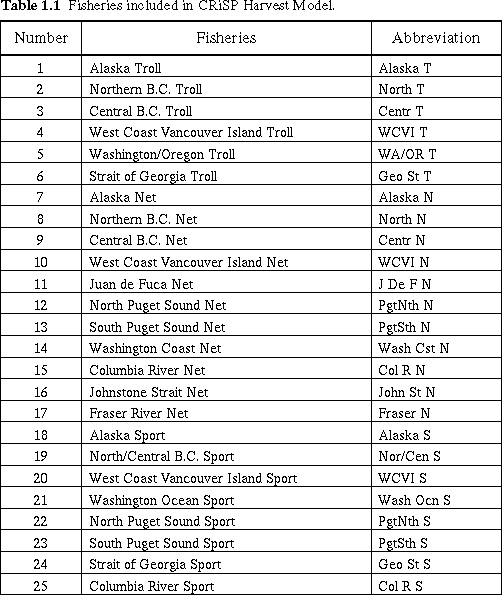 Table 1.1 Fisheries included in CRiSP Harvest Model.
Number Fisheries Abbreviation
1 Alaska Troll Alaska T
2 Northern B.C. Troll North T
3 Central B.C. Troll Centr T
4 West Coast Vancouver Island Troll WCVI T
5 Washington/Oregon Troll WA/OR T
6 Strait of Georgia Troll Geo St T
7 Alaska Net Alaska N
8 Northern B.C. Net North N
9 Central B.C. Net Centr N
10 West Coast Vancouver Island Net WCVI N
11 Juan de Fuca Net J De F N
12 North Puget Sound Net PgtNth N
13 South Puget Sound Net PgtSth N
14 Washington Coast Net Wash Cst N
15 Columbia River Net Col R N
16 Johnstone Strait Net John St N
17 Fraser River Net Fraser N
18 Alaska Sport Alaska S
19 North/Central B.C. Sport Nor/Cen S
20 West Coast Vancouver Island Sport WCVI S
21 Washington Ocean Sport Wash Ocn S
22 North Puget Sound Sport PgtNth S
23 South Puget Sound Sport PgtSth S
24 Strait of Georgia Sport Geo St S
25 Columbia River Sport Col R S